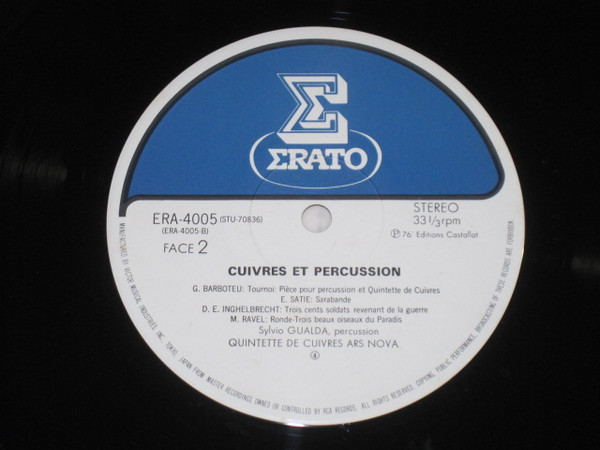 ΣRATO
ERA-4005 (STU-70836)
(ERA-4005-B)
FACE 2
STEREO
33 1/3 rpm
Ⓟ 76' Editions Costallat
CUIVRES ET PERCUSSION
G. BARBOTEU: Tournoi: Pièce pour percussion et Quintette de Cuivres
E. SATIE: Sarabande
D. E. INGHELBRECHT: Trois cents soldats revenant de la guerre
M. RAVEL: Ronde-Trois beaux oiseaux du Paradis
Sylvio GUALDA, percussion
QUINTETTE DE CUIVRES ARS NOVA
④
MANUFACTURED BY VICTOR MUSICAL INDUSTRIES, INC. TOKYO, JAPAN FROM MASTER RECORDINGS OWNED OR CONTROLLED BY RCA RECORDS. ALL RIGHTS RESERVED. COPYING, PUBLIC PERFORMANCE, BROADCASTING OF THESE RECORDS ARE FORBIDDEN.